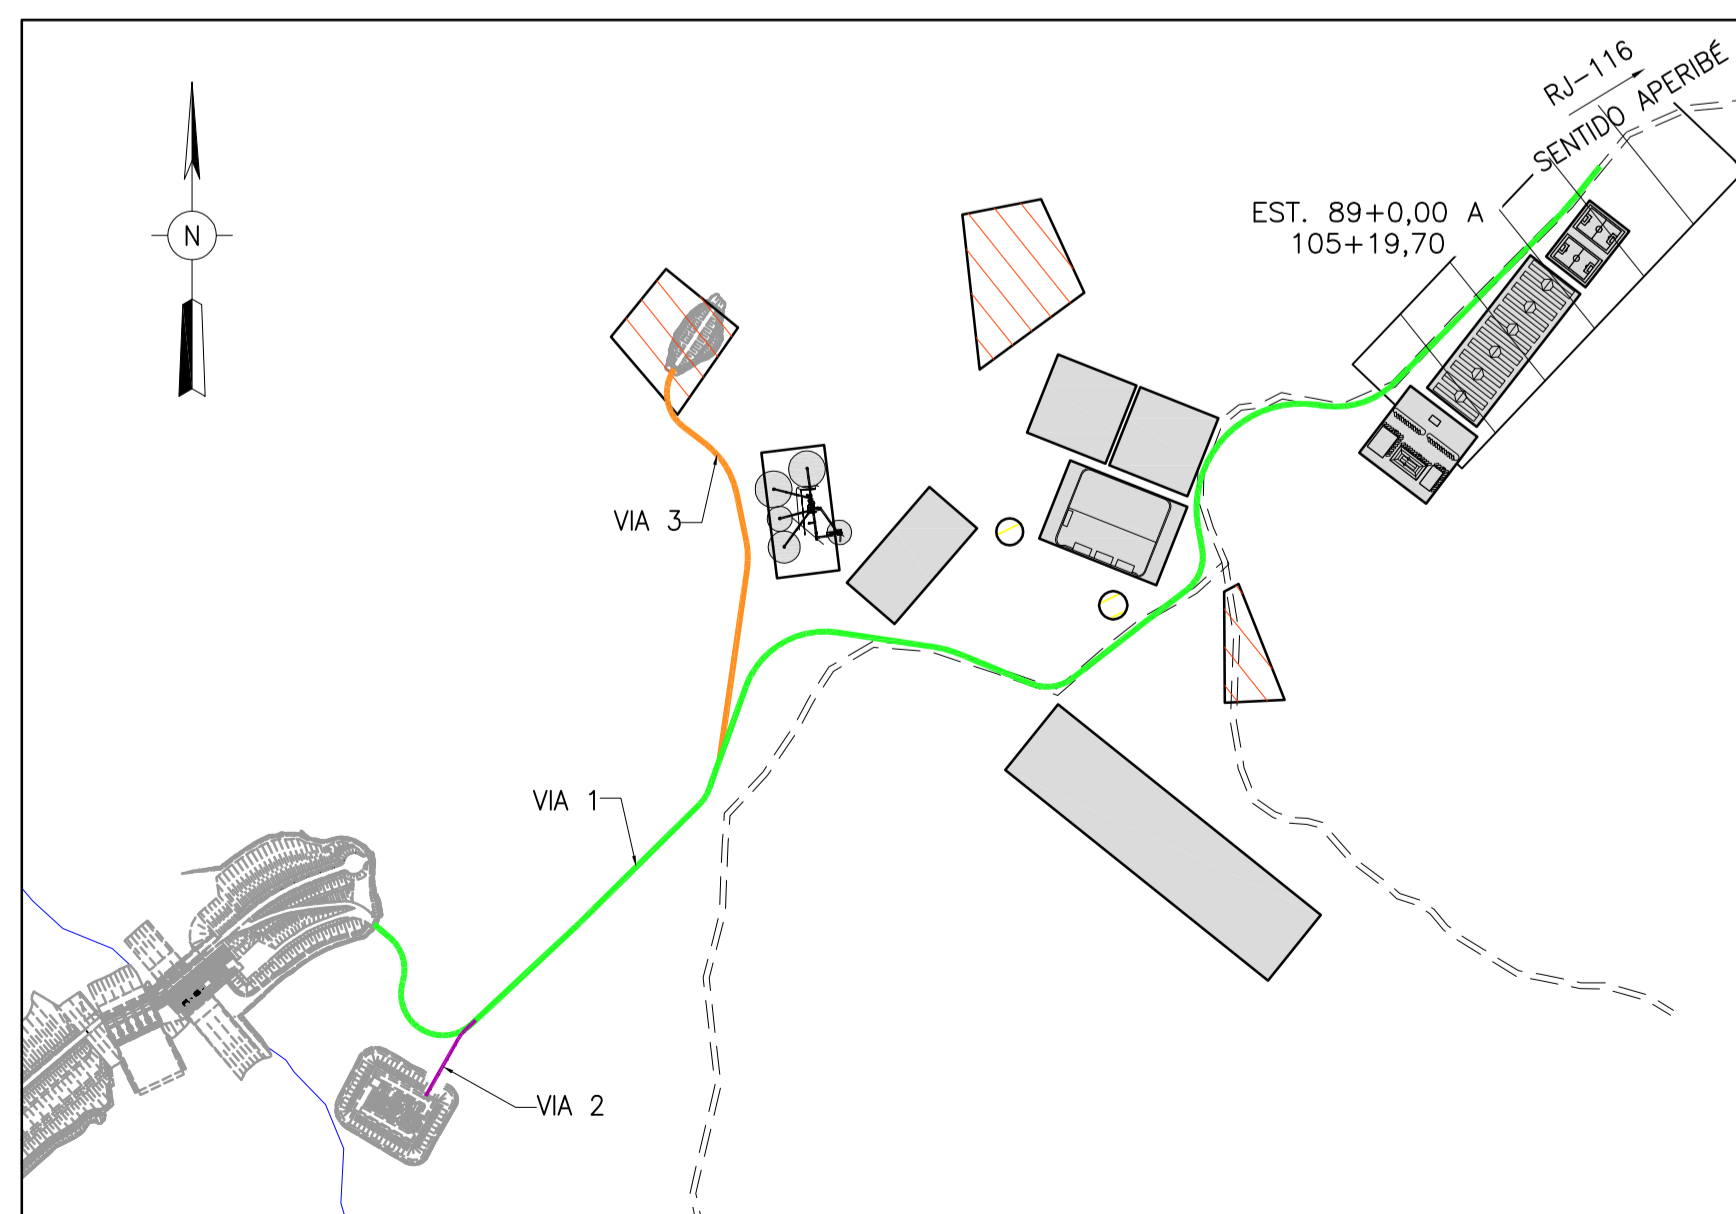 RJ-116
SENTIDO APERIBÉ
N
EST. 89+0,00 A
105+19,70
VIA 3
VIA 1
VIA 2